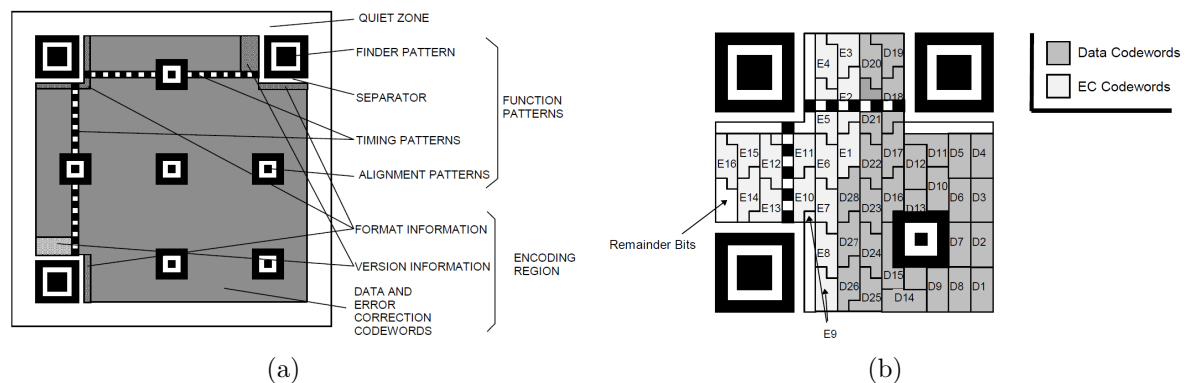 QUIET ZONE
FINDER PATTERN
SEPARATOR
FUNCTION
PATTERNS
TIMING PATTERNS
ALIGNMENT PATTERNS
FORMAT INFORMATION
ENCODING
REGION
VERSION INFORMATION
DATA AND
ERROR
CORRECTION
CODEWORDS
(a)
E3 D19
E4 D20
E2 D18
E5 D21
E16 E15 E12 E11 E6 E1 D22 D17 D12 D11 D5 D4
E14 E13 E10 E7 D28 D23 D16 D13 D10 D6 D3
E8 D27 D24 D7 D2
D26 D25 D15 D14 D9 D8 D1
Remainder Bits
E9
Data Codewords
EC Codewords
(b)